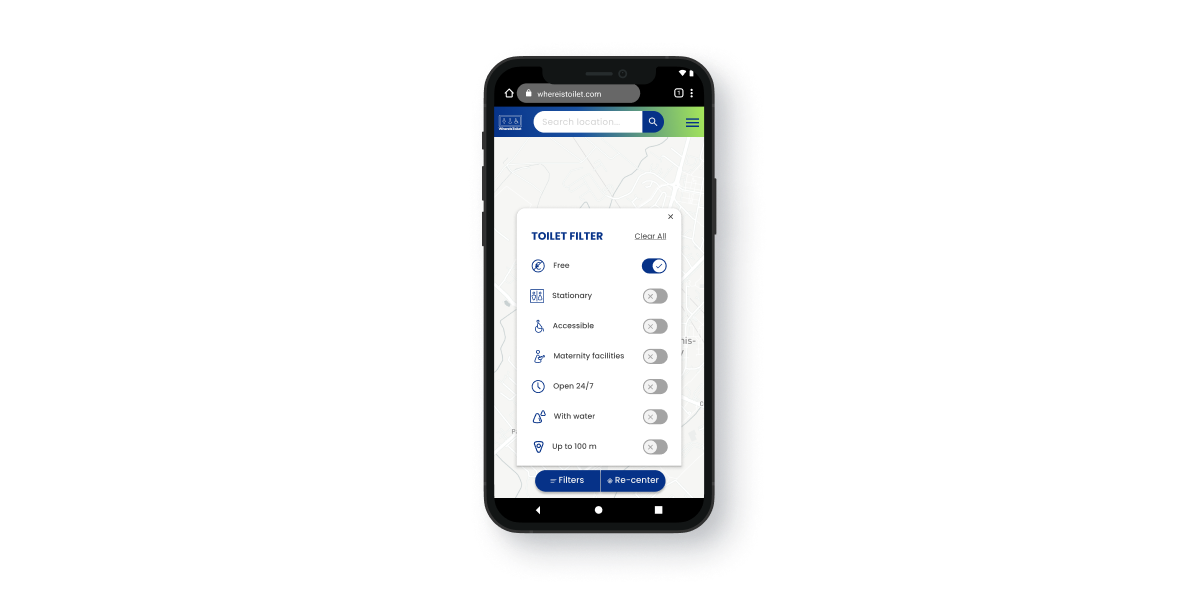 whereistoilet.com
1
WhereIsToilet
Search location...
TOILET FILTER
Clear All
Free
Stationary
Accessible
Maternity facilities
Open 24/7
With water
Up to 100 m
nis-
y
P
D
Filters
Re-center